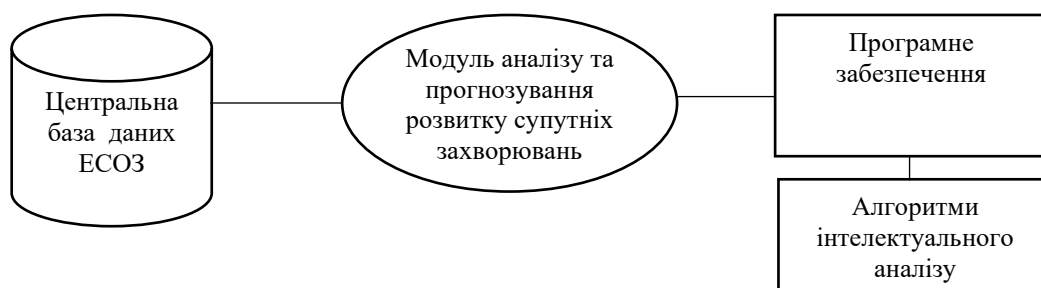 Центральна
база даних
ЕСОЗ
Модуль аналізу та
прогнозування
розвитку супутніх
захворювань
Програмне
забезпечення
Алгоритми
інтелектуального
аналізу